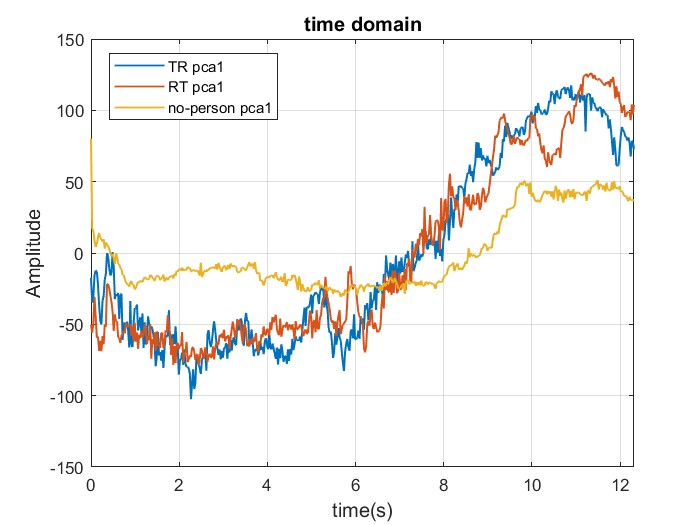 time domain
TR pca1
RT pca1
no-person pca1
Amplitude
150
100
50
0
-50
-100
-150
0 2 4 6 8 10 12
time(s)